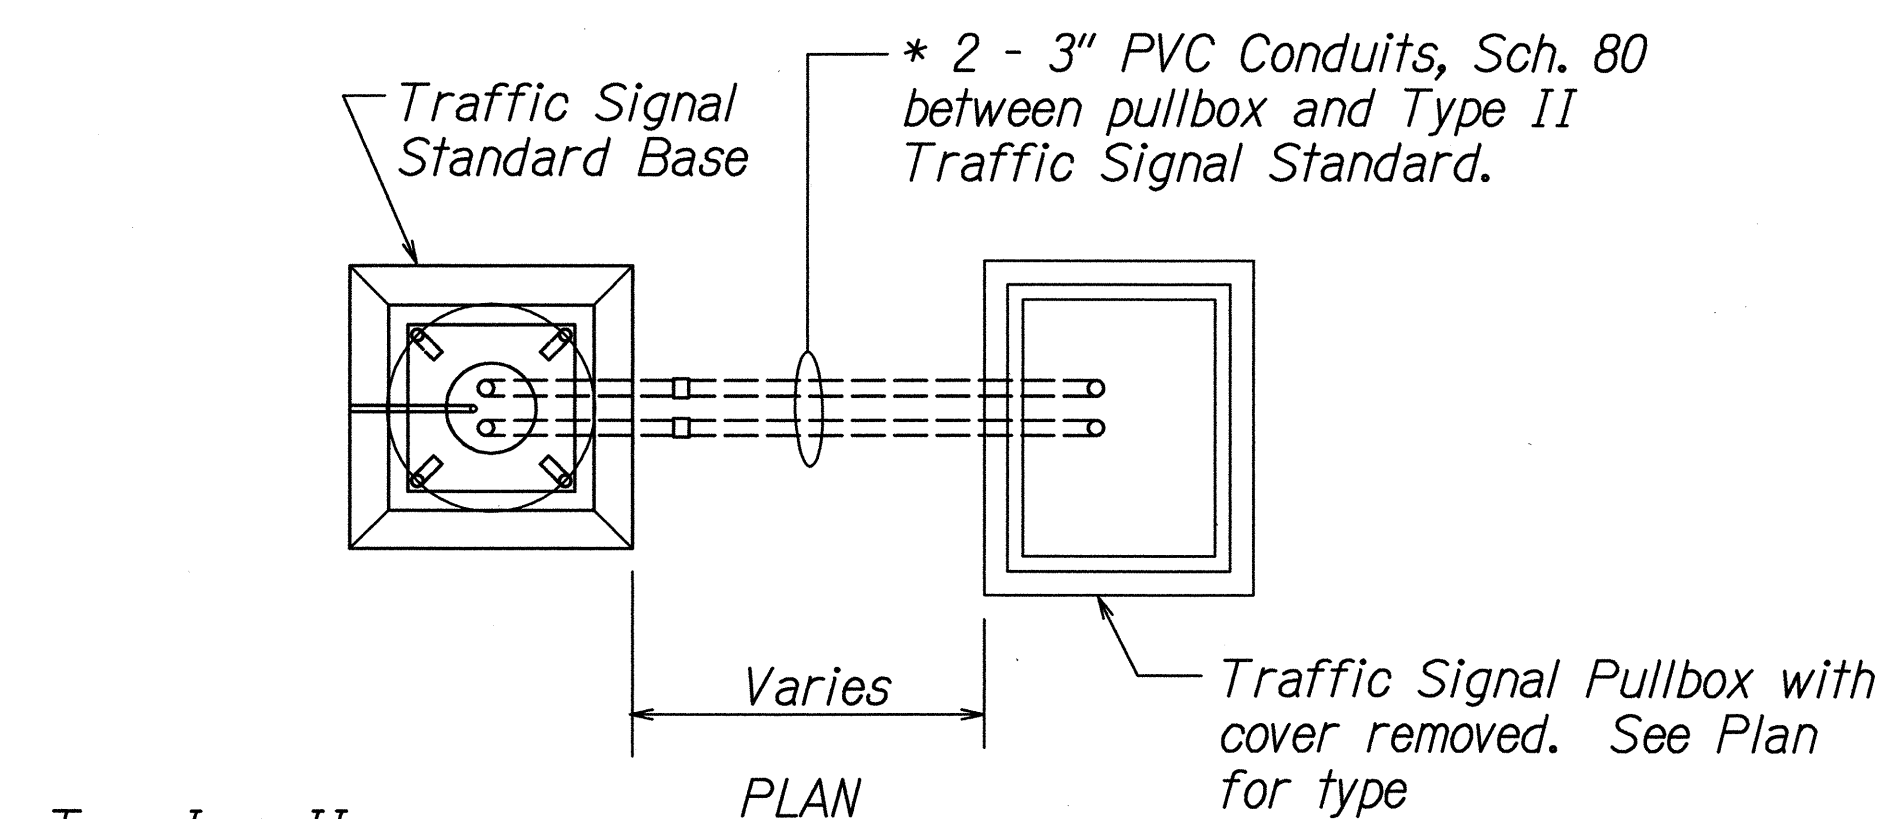 * 2 - 3" PVC Conduits, Sch. 80
between pullbox and Type II
Traffic Signal Standard.
Traffic Signal
Standard Base
Varies
Traffic Signal Pullbox with
cover removed. See Plan
for type
PLAN